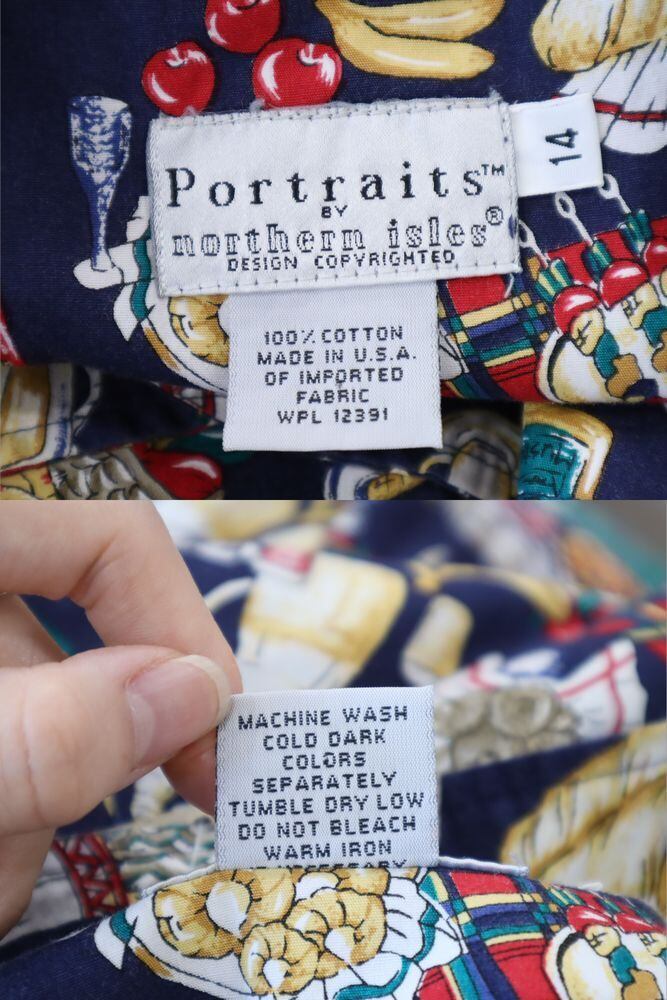 Portraits™
BY
northern isles®
DESIGN COPYRIGHTED
14
100% COTTON
MADE IN U.S.A.
OF IMPORTED
FABRIC
WPL 12391
MACHINE WASH
COLD DARK
COLORS
SEPARATELY
TUMBLE DRY LOW
DO NOT BLEACH
WARM IRON